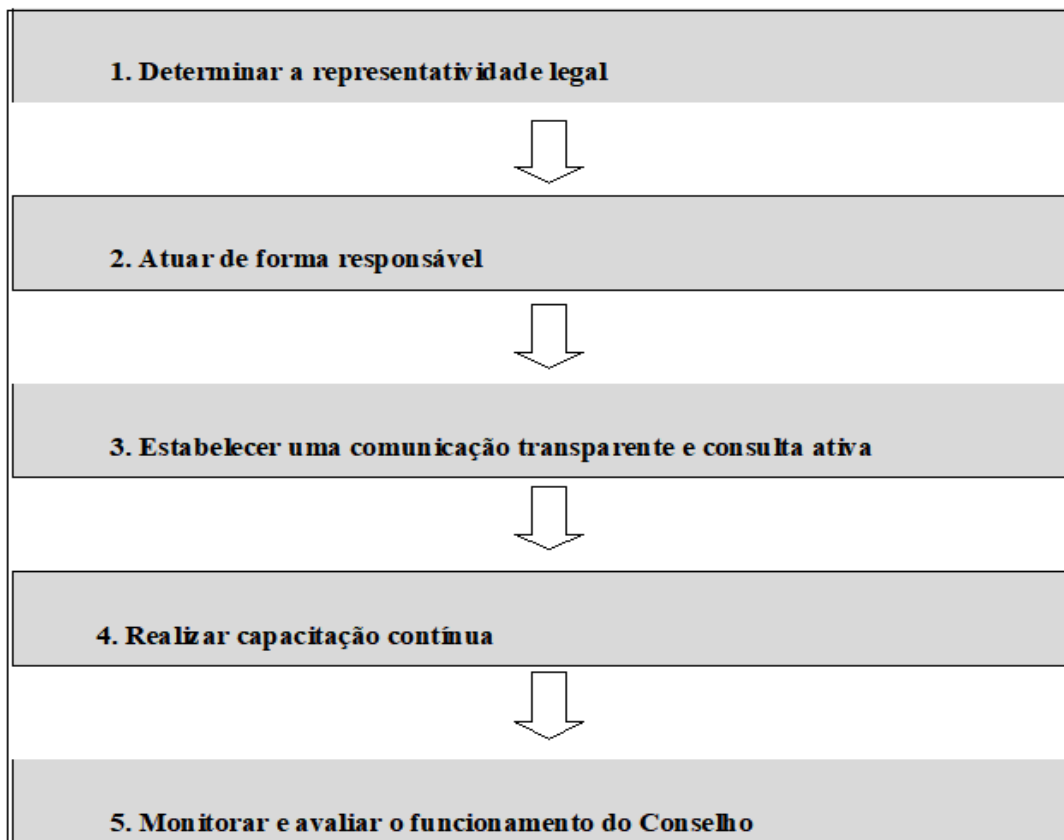 1. Determinar a representatividade legal
2. Atuar de forma responsável
3. Estabelecer uma comunicação transparente e consulta ativa
4. Realizar capacitação contínua
5. Monitorar e avaliar o funcionamento do Conselho